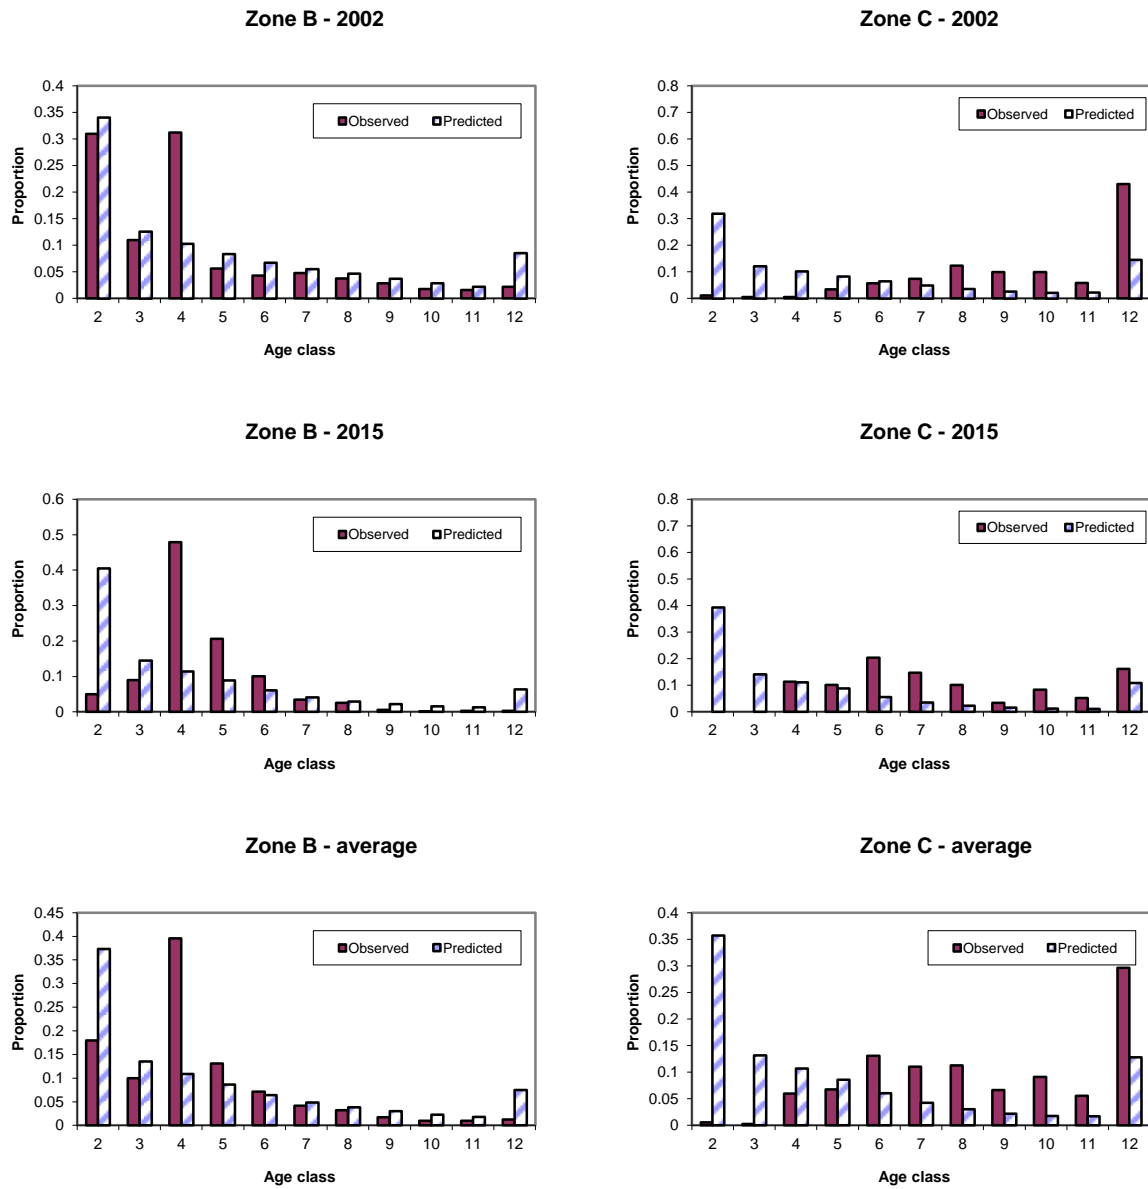 Zone B - 2002
0.4
0.35
0.3
0.25
0.2
0.15
0.1
0.05
0
Proportion
Observed Predicted
2 3 4 5 6 7 8 9 10 11 12
Age class
Zone C - 2002
0.8
0.7
0.6
0.5
0.4
0.3
0.2
0.1
0
Proportion
Observed Predicted
2 3 4 5 6 7 8 9 10 11 12
Age class
Zone B - 2015
0.6
0.5
0.4
0.3
0.2
0.1
0
Proportion
Observed Predicted
2 3 4 5 6 7 8 9 10 11 12
Age class
Zone C - 2015
0.8
0.7
0.6
0.5
0.4
0.3
0.2
0.1
0
Proportion
Observed Predicted
2 3 4 5 6 7 8 9 10 11 12
Age class
Zone B - average
0.45
0.4
0.35
0.3
0.25
0.2
0.15
0.1
0.05
0
Proportion
Observed Predicted
2 3 4 5 6 7 8 9 10 11 12
Age class
Zone C - average
0.4
0.35
0.3
0.25
0.2
0.15
0.1
0.05
0
Proportion
Observed Predicted
2 3 4 5 6 7 8 9 10 11 12
Age class